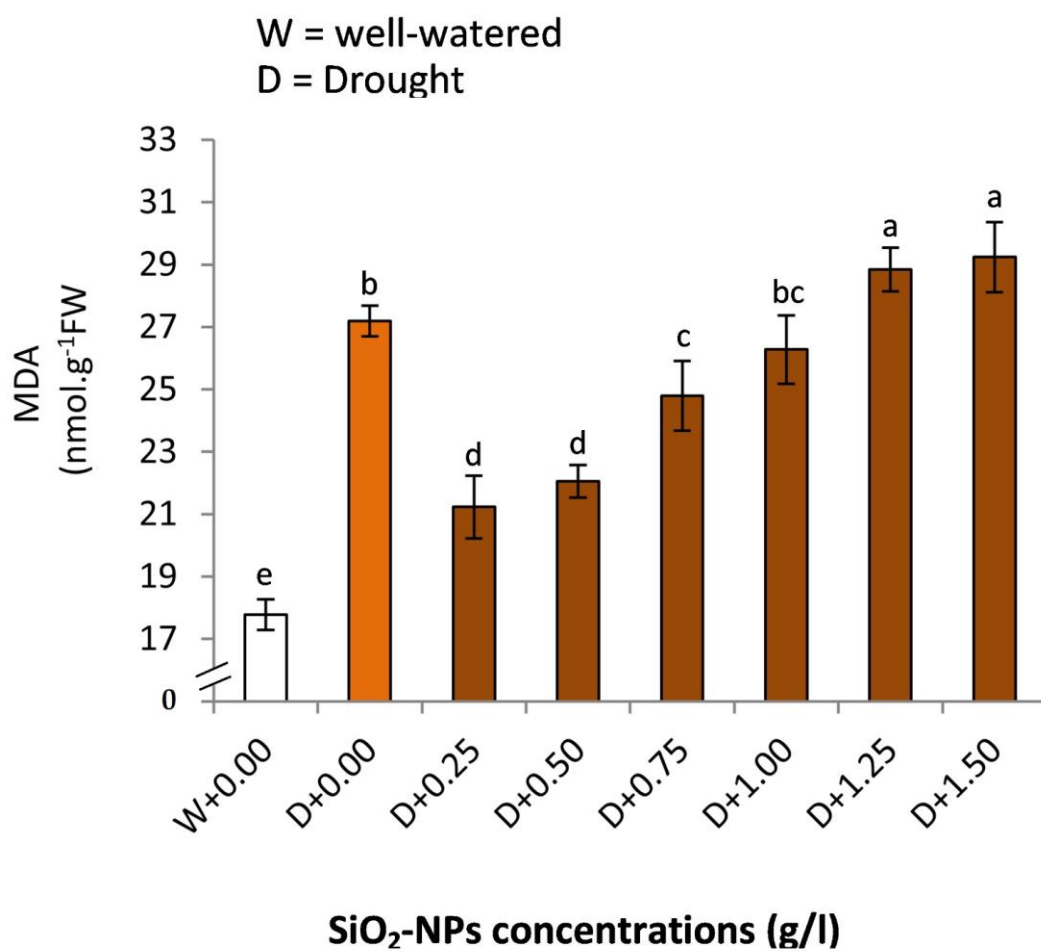 W = well-watered
D = Drought
MDA
(nmol.g⁻¹FW
33
31
29
27
25
23
21
19
17
0
e
b
d
d
c
bc
a
a
W+0.00
D+0.00
D+0.25
D+0.50
D+0.75
D+1.00
D+1.25
D+1.50
SiO₂-NPs concentrations (g/l)